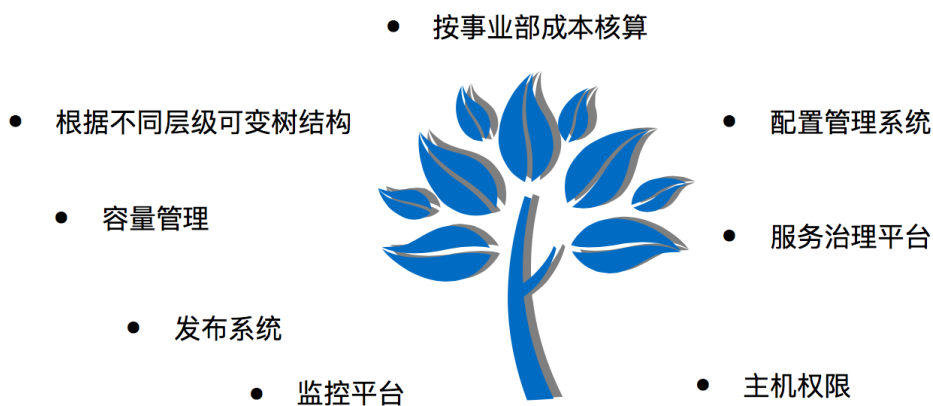 • 按事业部成本核算
• 根据不同层级可变树结构
• 配置管理系统
• 容量管理
• 服务治理平台
• 发布系统
• 监控平台
• 主机权限